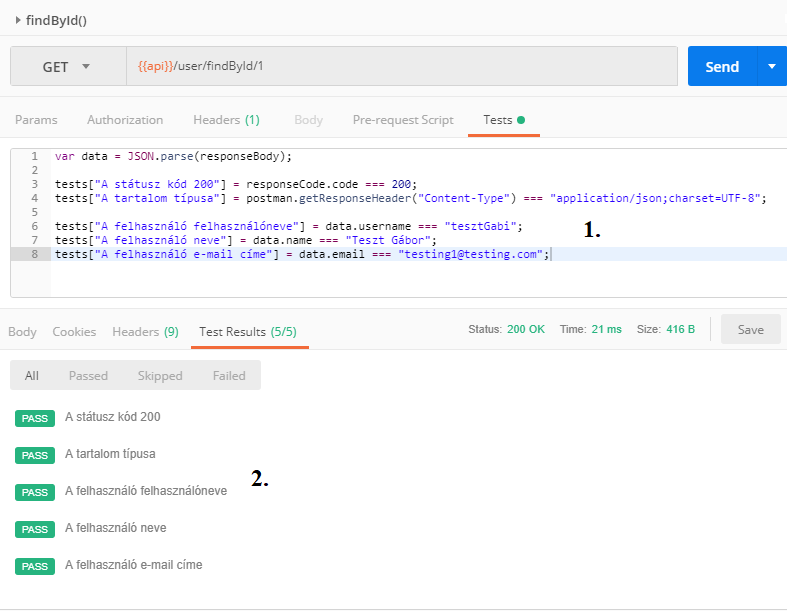 findById()
GET {{api}}/user/findById/1 Send
Params Authorization Headers (1) Body Pre-request Script Tests
1 var data = JSON.parse(responseBody);
2
3 tests["A státusz kód 200"] = responseCode.code === 200;
4 tests["A tartalom típusa"] = postman.getResponseHeader("Content-Type") === "application/json;charset=UTF-8";
5
6 tests["A felhasználó felhasználóneve"] = data.username === "tesztGabi";
7 tests["A felhasználó neve"] = data.name === "Teszt Gábor";
8 tests["A felhasználó e-mail címe"] = data.email === "testing1@testing.com";
1.
Body Cookies Headers (9) Test Results (5/5) Status: 200 OK Time: 21 ms Size: 416 B Save
All Passed Skipped Failed
PASS A státusz kód 200
PASS A tartalom típusa
2.
PASS A felhasználó felhasználóneve
PASS A felhasználó neve
PASS A felhasználó e-mail címe